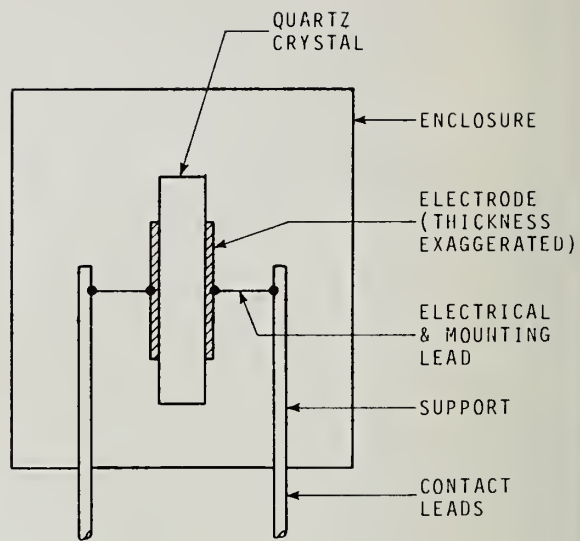 QUARTZ
CRYSTAL
ENCLOSURE
ELECTRODE
(THICKNESS
EXAGGERATED)
ELECTRICAL
& MOUNTING
LEAD
SUPPORT
CONTACT
LEADS